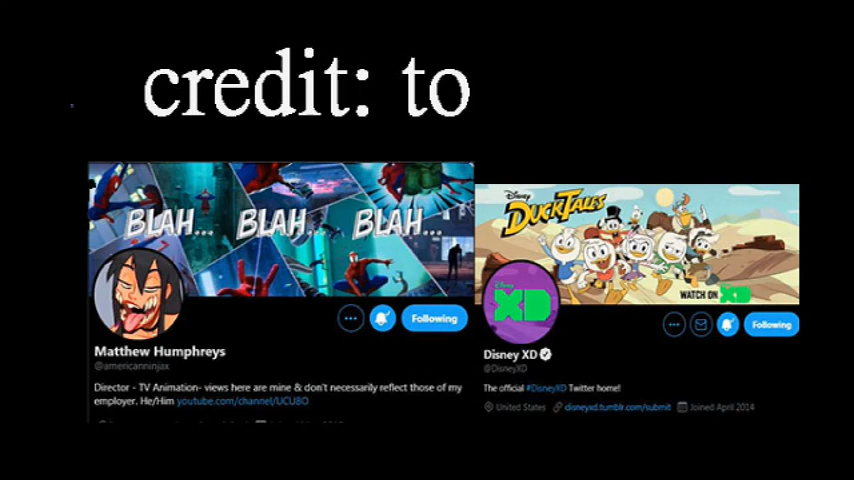 credit: to
BLAH... BLAH... BLAH...
Disney
DUCKTALES
WATCH ON XD
Disney
XD
Following
Following
Matthew Humphreys
@americanninjax
Director - TV Animation- views here are mine & don't necessarily reflect those of my
employer. He/Him youtube.com/channel/UCU8O
Disney XD
@DisneyXD
The official #DisneyXD Twitter home!
United States disneyxd.tumblr.com/submit Joined April 2014